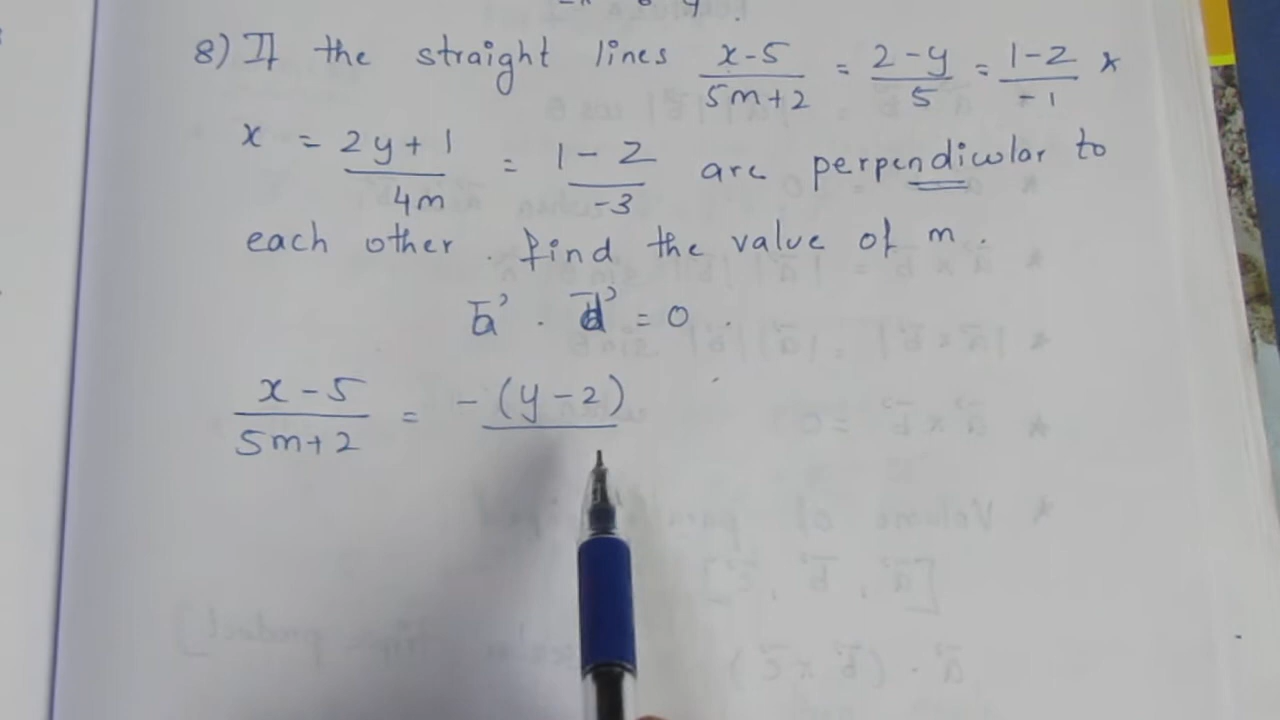 8) If the straight lines x-5/5m+2 = 2-y/5 = 1-z/-1 *
x = 2y+1/4m = 1-z/-3 are perpendicular to
each other. find the value of m.
b⃗ . d⃗ = 0.
x-5/5m+2 = -(y-2)